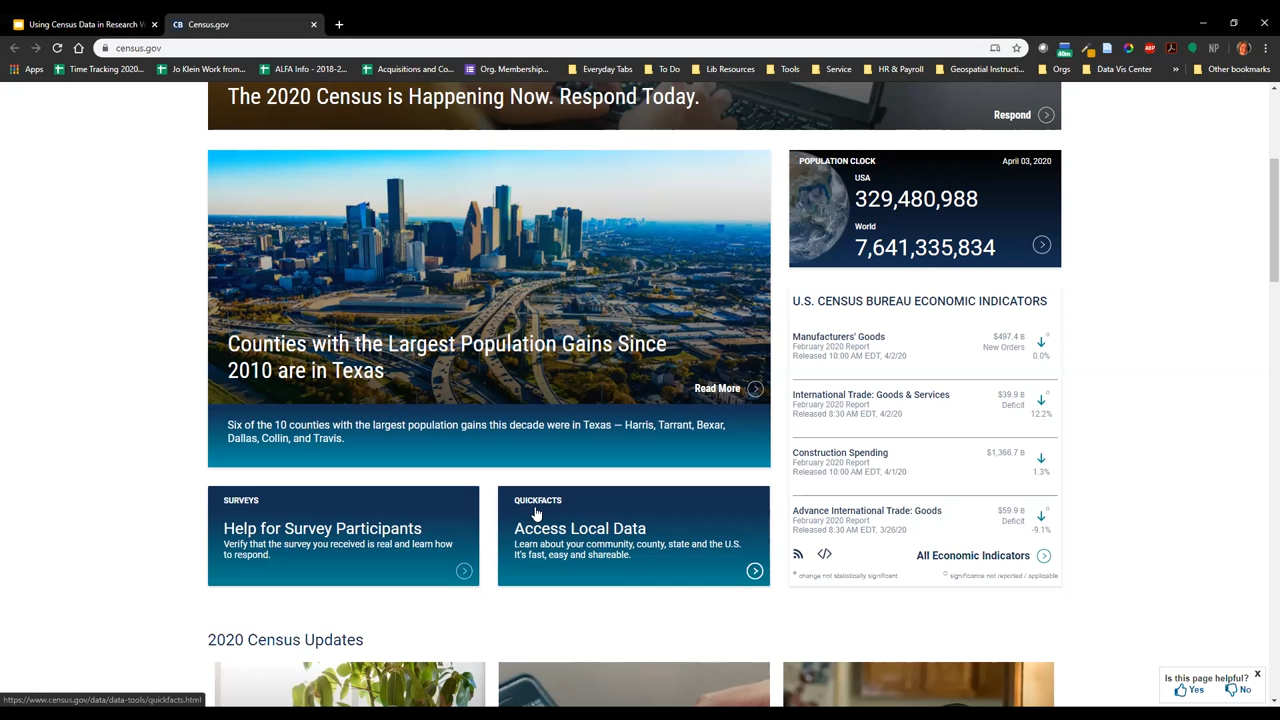 Using Census Data in Research
Census.gov
census.gov
40m
ABP
NP
Apps
Time Tracking 2020...
Jo Klein Work from...
ALFA Info - 2018-2...
Acquisitions and Co...
Org. Membership...
Everyday Tabs
To Do
Lib Resources
Tools
Service
HR & Payroll
Geospatial Instructi...
Orgs
Data Vis Center
»
Other bookmarks
The 2020 Census is Happening Now. Respond Today.
Respond
Counties with the Largest Population Gains Since
2010 are in Texas
Read More
Six of the 10 counties with the largest population gains this decade were in Texas — Harris, Tarrant, Bexar,
Dallas, Collin, and Travis.
POPULATION CLOCK April 03, 2020
USA
329,480,988
World
7,641,335,834
U.S. CENSUS BUREAU ECONOMIC INDICATORS
Manufacturers' Goods $497.4 B
February 2020 Report New Orders
Released 10:00 AM EDT, 4/2/20 0.0%
International Trade: Goods & Services $39.9 B
February 2020 Report Deficit
Released 8:30 AM EDT, 4/2/20 12.2%
Construction Spending $1,366.7 B
February 2020 Report
Released 10:00 AM EDT, 4/1/20 1.3%
Advance International Trade: Goods $59.9 B
February 2020 Report Deficit
Released 8:30 AM EDT, 3/26/20 -9.1%
All Economic Indicators
* change not statistically significant
significance not reported / applicable
SURVEYS
Help for Survey Participants
Verify that the survey you received is real and learn how
to respond.
QUICKFACTS
Access Local Data
Learn about your community, county, state and the U.S.
It's fast, easy and shareable.
2020 Census Updates
Is this page helpful? X
Yes No
https://www.census.gov/data/data-tools/quickfacts.html